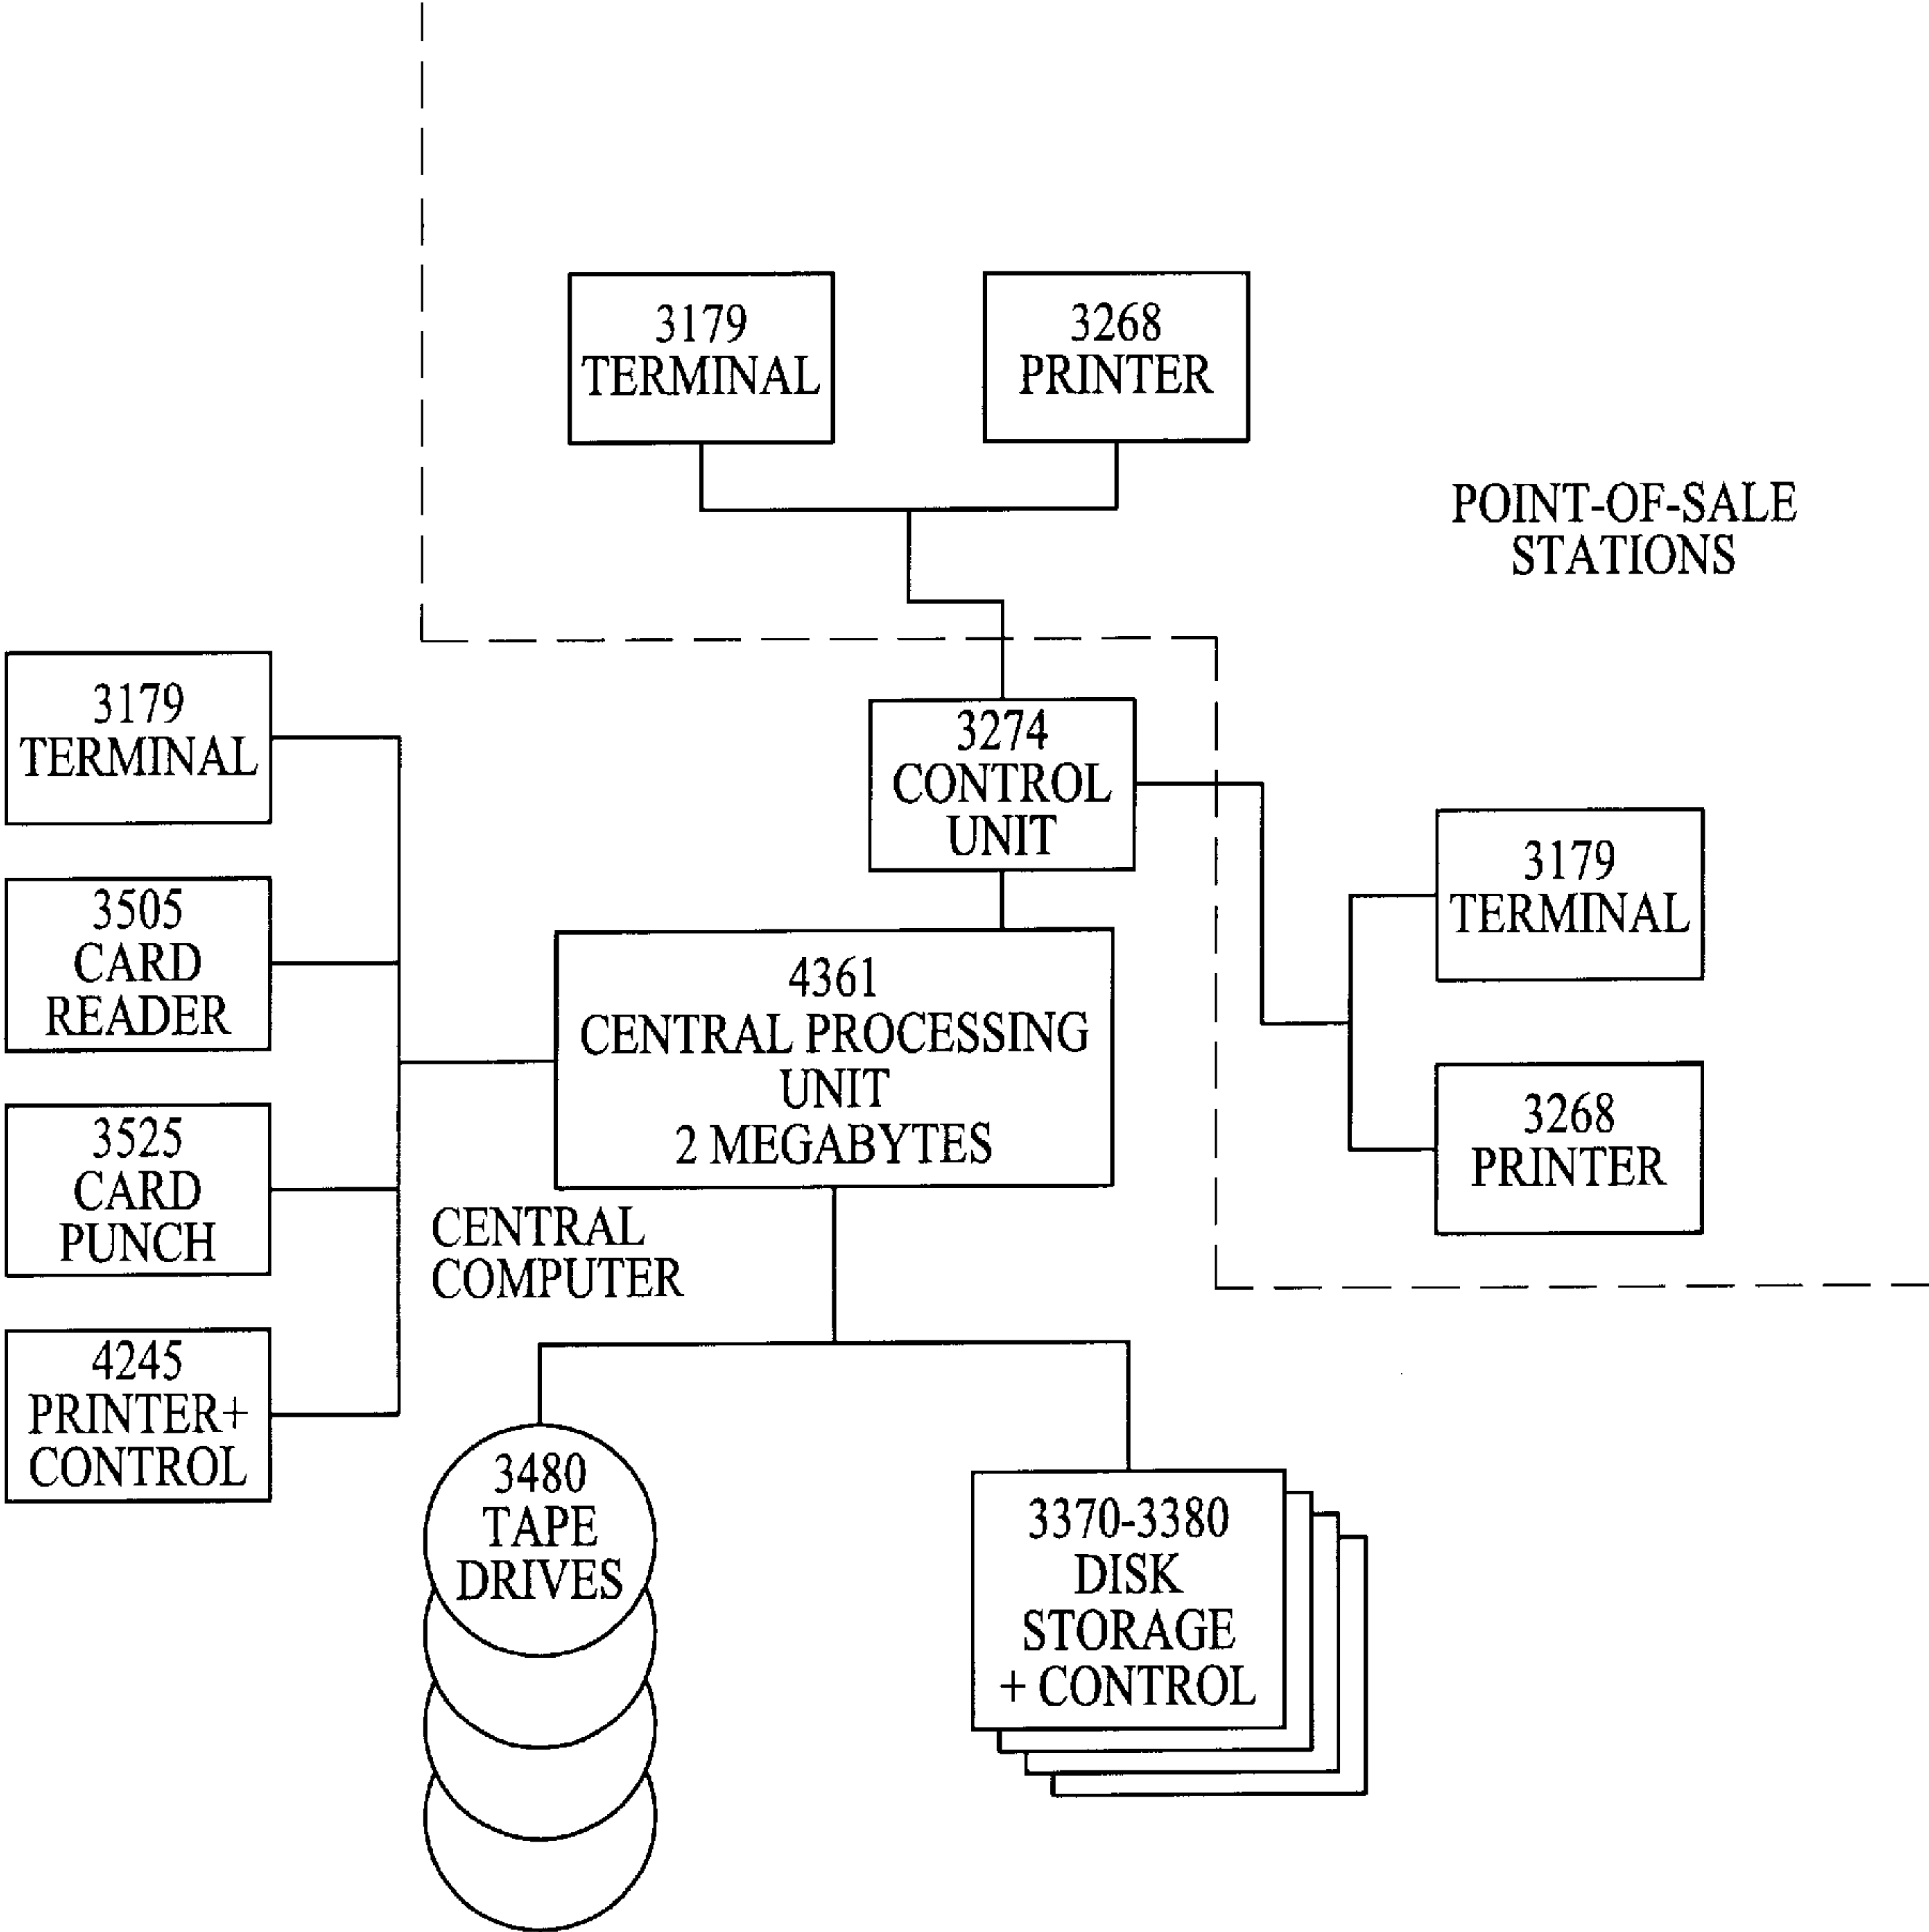 3179
TERMINAL
3268
PRINTER
POINT-OF-SALE
STATIONS
3179
TERMINAL
3274
CONTROL
UNIT
3179
TERMINAL
3505
CARD
READER
4361
CENTRAL PROCESSING
UNIT
2 MEGABYTES
3268
PRINTER
3525
CARD
PUNCH
CENTRAL
COMPUTER
4245
PRINTER+
CONTROL
3480
TAPE
DRIVES
3370-3380
DISK
STORAGE
+ CONTROL